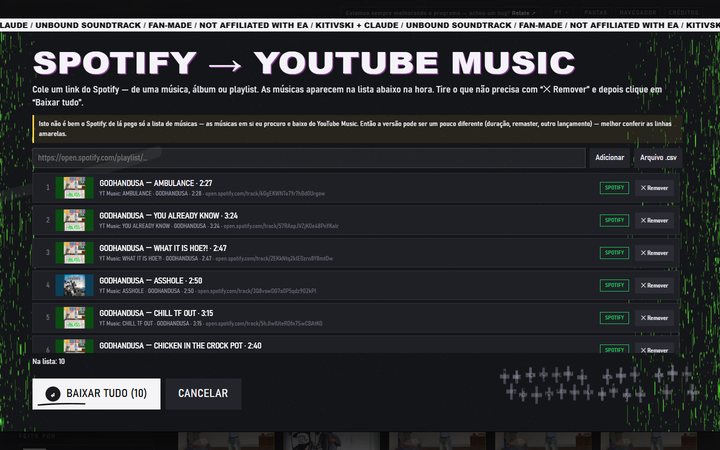 LAUDE / UNBOUND SOUNDTRACK / FAN-MADE / NOT AFFILIATED WITH EA / KITIVSKI + CLAUDE / UNBOUND SOUNDTRACK / FAN-MADE / NOT AFFILIATED WITH EA / KITIVSK
SPOTIFY → YOUTUBE MUSIC
Cole um link do Spotify — de uma música, álbum ou playlist. As músicas aparecem na lista abaixo na hora. Tire o que não precisa com "✕ Remover" e depois clique em
"Baixar tudo".
Isto não é bem o Spotify: de lá pego só a lista de músicas — as músicas em si eu procuro e baixo do YouTube Music. Então a versão pode ser um pouco diferente (duração, remaster, outro lançamento) — melhor conferir as linhas
amarelas.
https://open.spotify.com/playlist/...
Adicionar
Arquivo .csv
1 GODHANDUSA — AMBULANCE · 2:27 SPOTIFY ✕ Remover
YT Music: AMBULANCE · GODHANDUSA · 2:28
2 GODHANDUSA — YOU ALREADY KNOW · 3:24 SPOTIFY ✕ Remover
YT Music: YOU ALREADY KNOW · GODHANDUSA · 3:24
3 GODHANDUSA — WHAT IT IS HOE?! · 2:47 SPOTIFY ✕ Remover
YT Music: WHAT IT IS HOE?! · GODHANDUSA · 2:47
4 GODHANDUSA — ASSHOLE · 2:50 SPOTIFY ✕ Remover
YT Music: ASSHOLE · GODHANDUSA · 2:50
5 GODHANDUSA — CHILL TF OUT · 3:15 SPOTIFY ✕ Remover
YT Music: CHILL TF OUT · GODHANDUSA · 3:15
6 GODHANDUSA — CHICKEN IN THE CROCK POT · 2:40 SPOTIFY ✕ Remover
Na lista: 10
BAIXAR TUDO (10)
CANCELAR